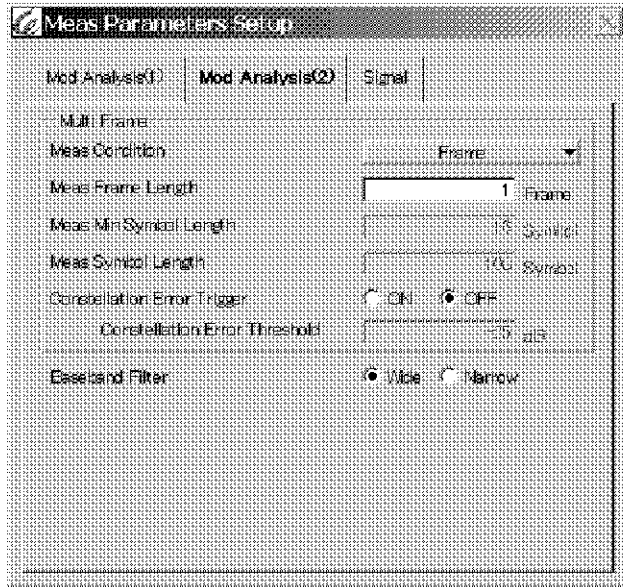 Meas Parameters Setup
Mod Analysis(1) Mod Analysis(2) Signal
Multi Frame
Meas Condition Frame
Meas Frame Length 1 Frame
Meas Min Symbol Length Symbol
Meas Symbol Length 100 Symbol
Constellation Error Trigger ON OFF
Constellation Error Threshold dB
Baseband Filter Wide Narrow